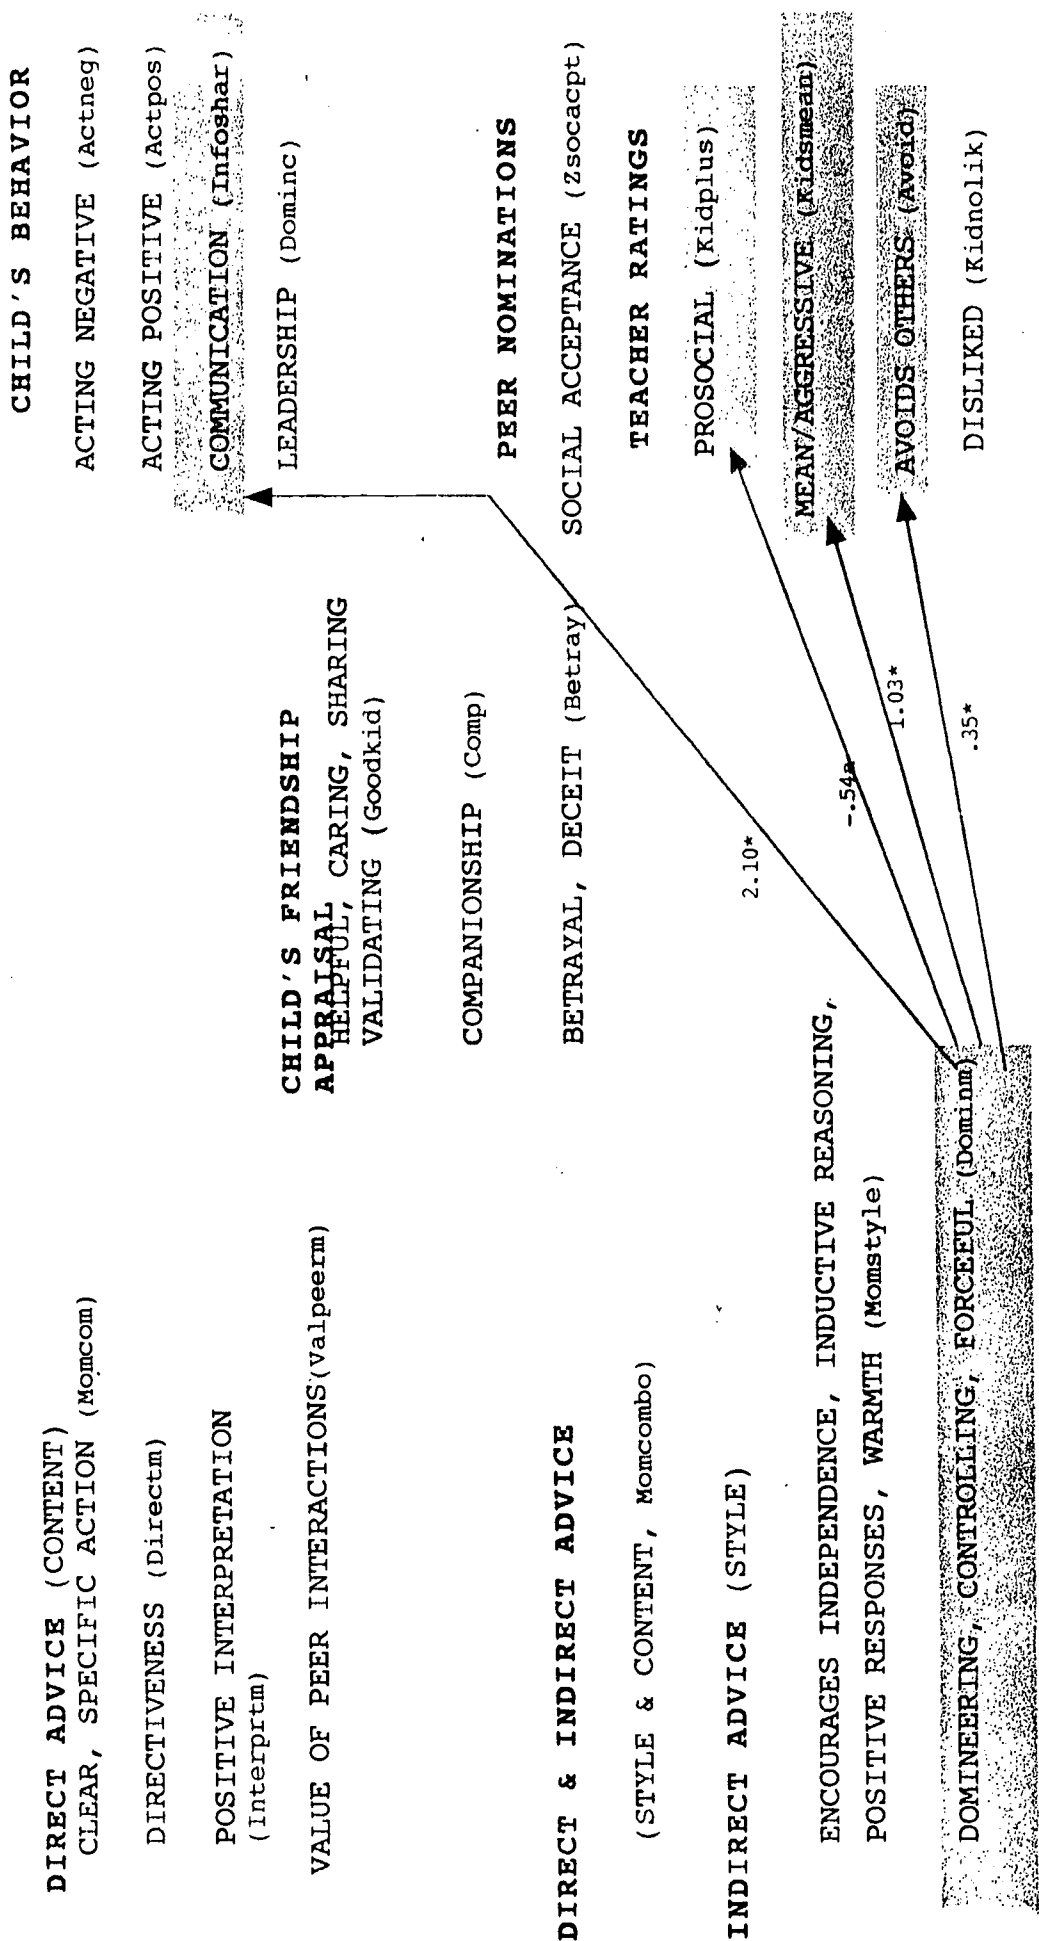 DIRECT ADVICE (CONTENT)
CLEAR, SPECIFIC ACTION (Momcom)
DIRECTIVENESS (Directm)
POSITIVE INTERPRETATION
(Interprtm)
VALUE OF PEER INTERACTIONS(Valpeerm)
DIRECT & INDIRECT ADVICE
(STYLE & CONTENT, Momcombo)
INDIRECT ADVICE (STYLE)
ENCOURAGES INDEPENDENCE, INDUCTIVE REASONING,
POSITIVE RESPONSES, WARMTH (Momstyle)
DOMINEERING, CONTROLLING, FORCEFUL (Dominm)
CHILD'S FRIENDSHIP
APPRAISAL
HELPFUL, CARING, SHARING
VALIDATING (Goodkid)
COMPANIONSHIP (Comp)
BETRAYAL, DECEIT (Betray)
2.10*
-.54a
1.03*
.35*
CHILD'S BEHAVIOR
ACTING NEGATIVE (Actneg)
ACTING POSITIVE (Actpos)
COMMUNICATION (Infoshar)
LEADERSHIP (Dominc)
PEER NOMINATIONS
SOCIAL ACCEPTANCE (Zsocacpt)
TEACHER RATINGS
PROSOCIAL (Kidplus)
MEAN/AGGRESSIVE (Kidsmean)
AVOIDS OTHERS (Avoid)
DISLIKED (Kidnolik)